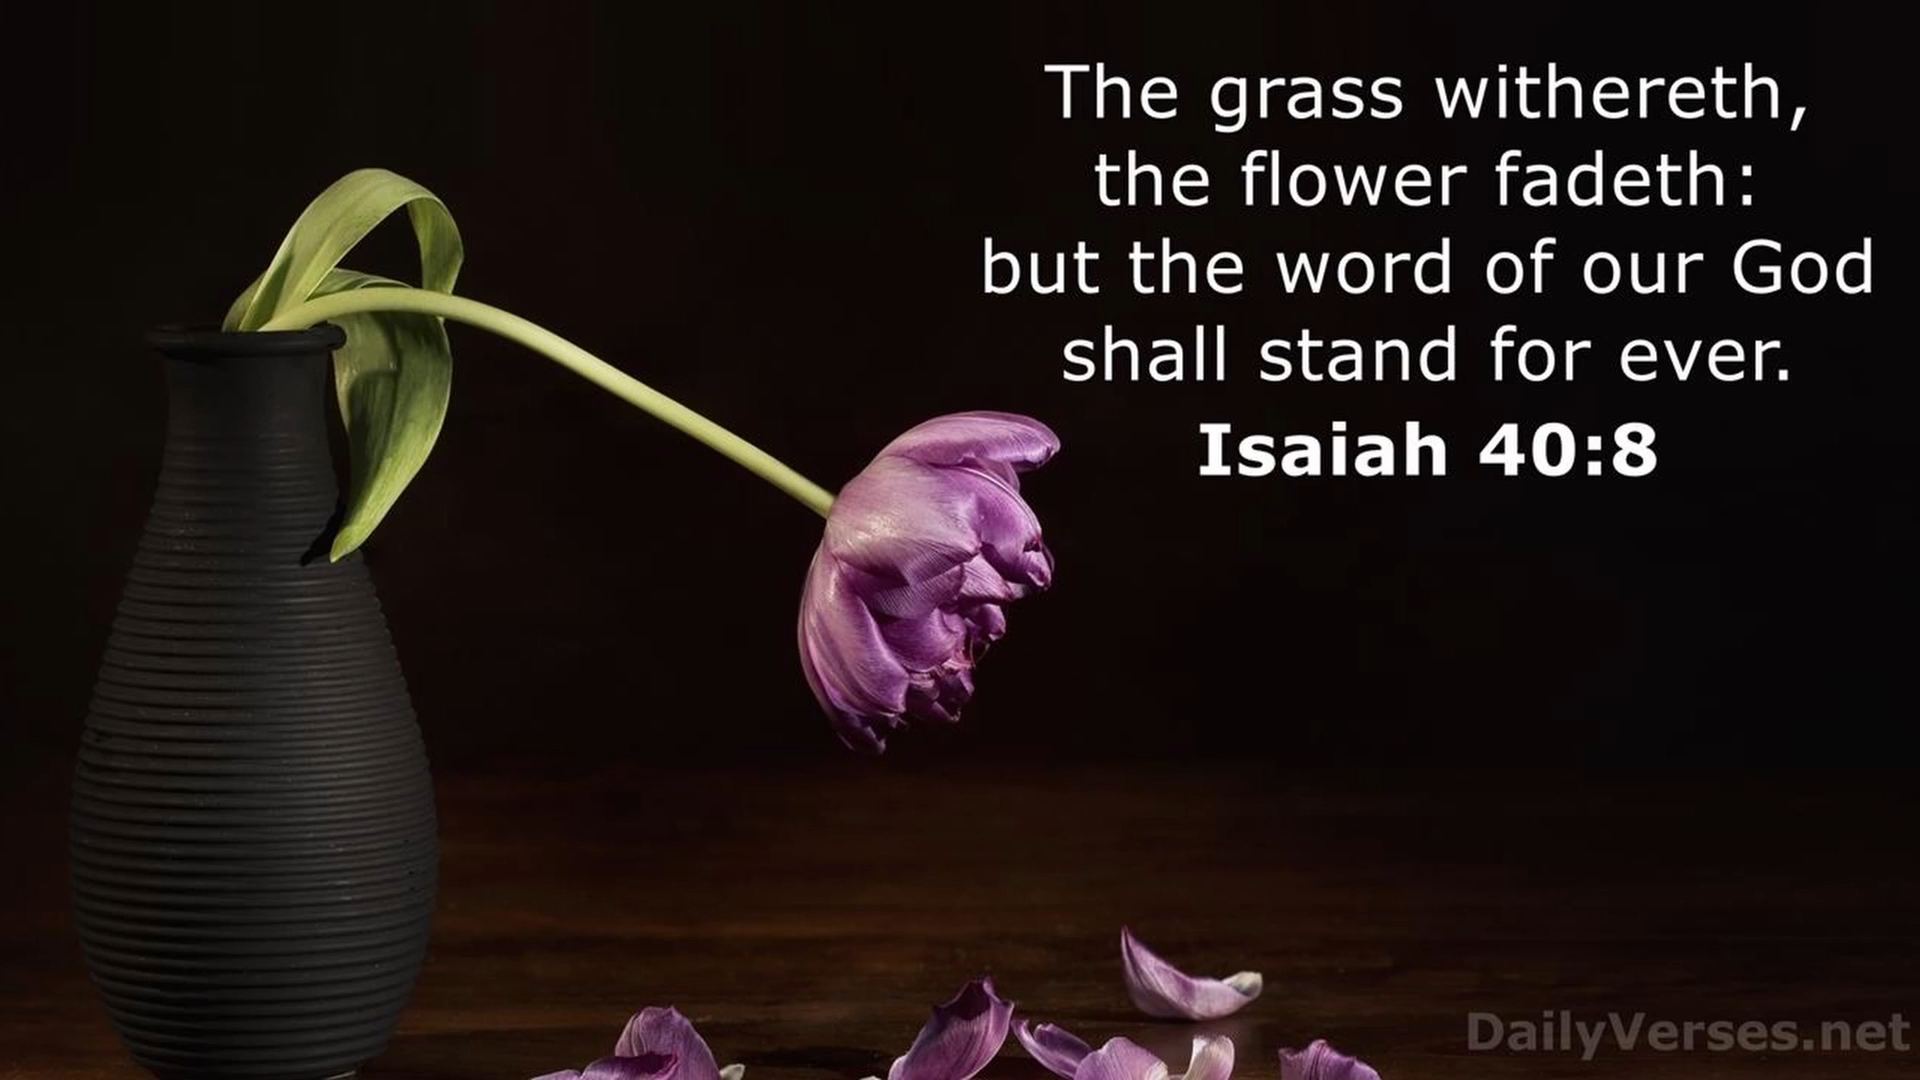 The grass withereth,
the flower fadeth:
but the word of our God
shall stand for ever.
Isaiah 40:8
DailyVerses.net